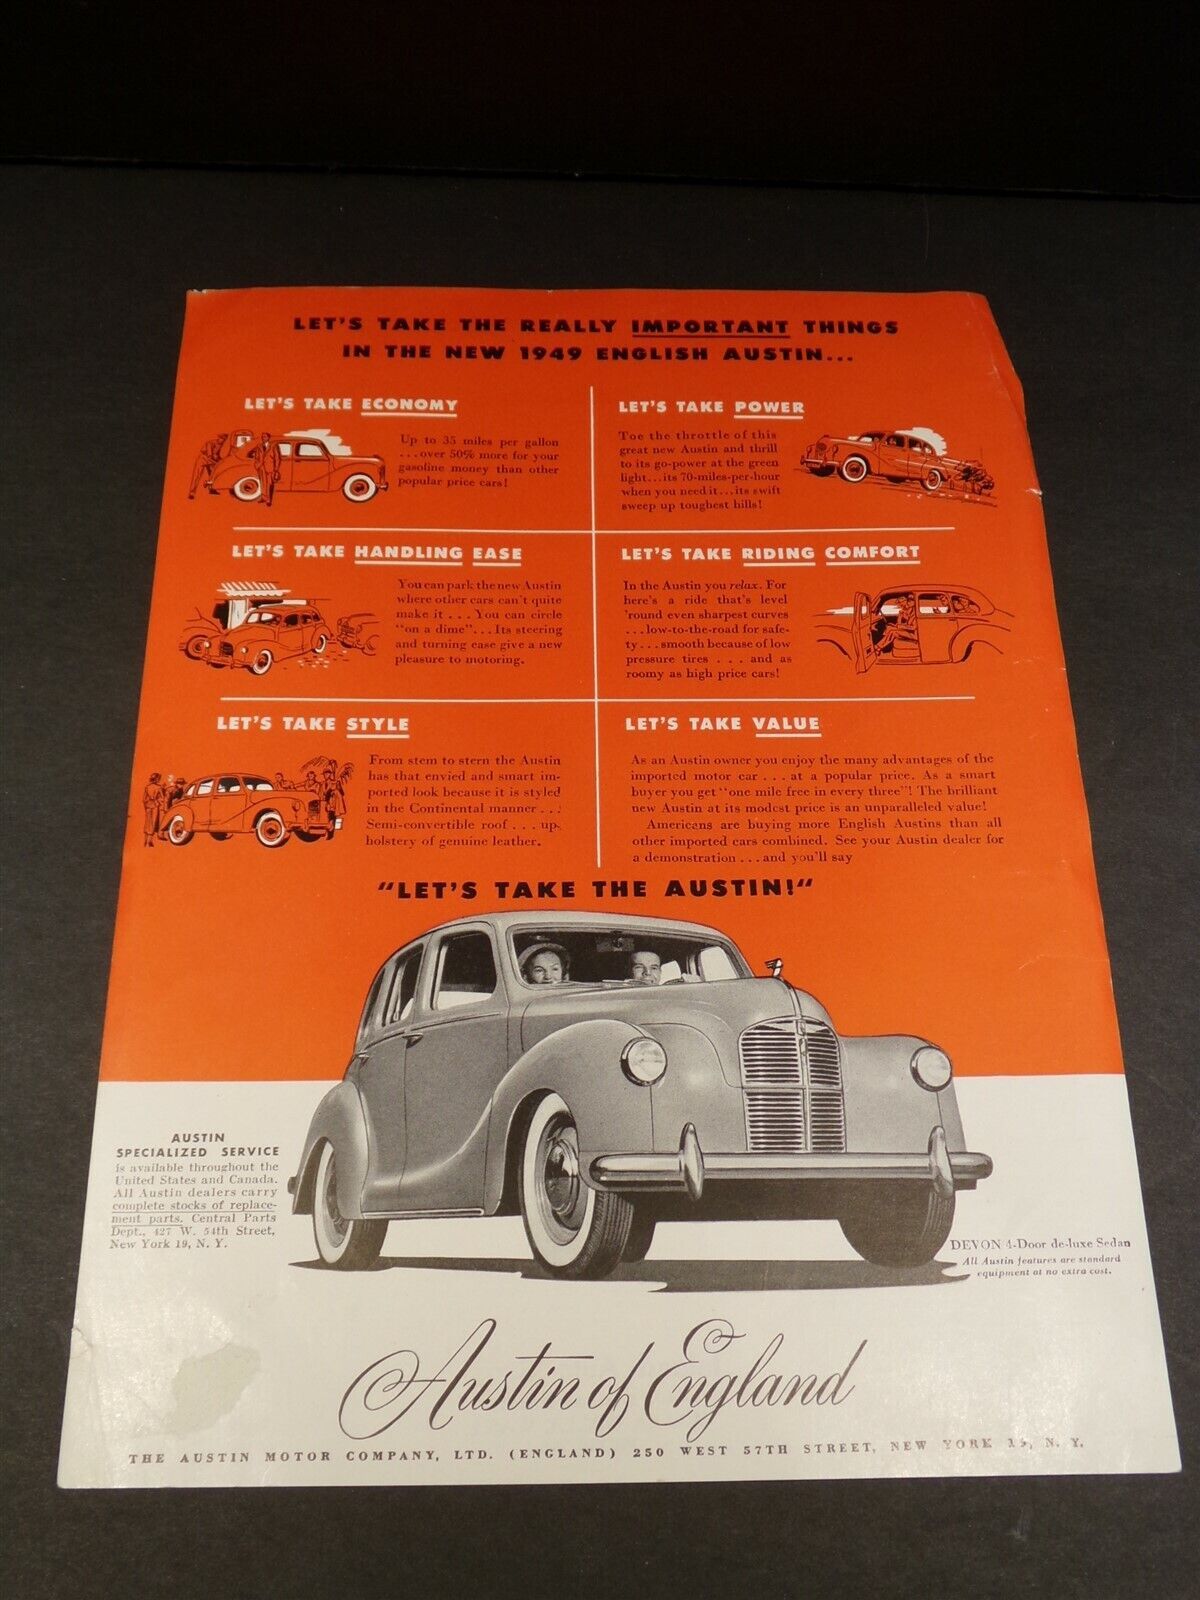 LET'S TAKE THE REALLY IMPORTANT THINGS
IN THE NEW 1949 ENGLISH AUSTIN...
LET'S TAKE ECONOMY
Up to 35 miles per gallon
...over 50% more for your
gasoline money than other
popular price cars!
LET'S TAKE POWER
Toe the throttle of this
great new Austin and thrill
to its go-power at the green
light...its 70-miles-per-hour
when you need it...its swift
sweep up toughest hills!
LET'S TAKE HANDLING EASE
You can park the new Austin
where other cars can't quite
make it... You can circle
"on a dime"... Its steering
and turning ease give a new
pleasure to motoring.
LET'S TAKE RIDING COMFORT
In the Austin you relax. For
here's a ride that's level
'round even sharpest curves
...low-to-the-road for safe-
ty...smooth because of low
pressure tires ... and as
roomy as high price cars!
LET'S TAKE STYLE
From stem to stern the Austin
has that envied and smart im-
ported look because it is styled
in the Continental manner...
Semi-convertible roof... up-
holstery of genuine leather.
LET'S TAKE VALUE
As an Austin owner you enjoy the many advantages of the
imported motor car... at a popular price. As a smart
buyer you get "one mile free in every three"! The brilliant
new Austin at its modest price is an unparalleled value!
Americans are buying more English Austins than all
other imported cars combined. See your Austin dealer for
a demonstration...and you'll say
"LET'S TAKE THE AUSTIN!"
AUSTIN
SPECIALIZED SERVICE
is available throughout the
United States and Canada.
All Austin dealers carry
complete stocks of replace-
ment parts. Central Parts
Dept., 427 W. 54th Street,
New York 19, N. Y.
DEVON 4-Door de-luxe Sedan
All Austin features are standard
equipment at no extra cost.
Austin of England
THE AUSTIN MOTOR COMPANY, LTD. (ENGLAND) 250 WEST 57TH STREET, NEW YORK 19, N. Y.